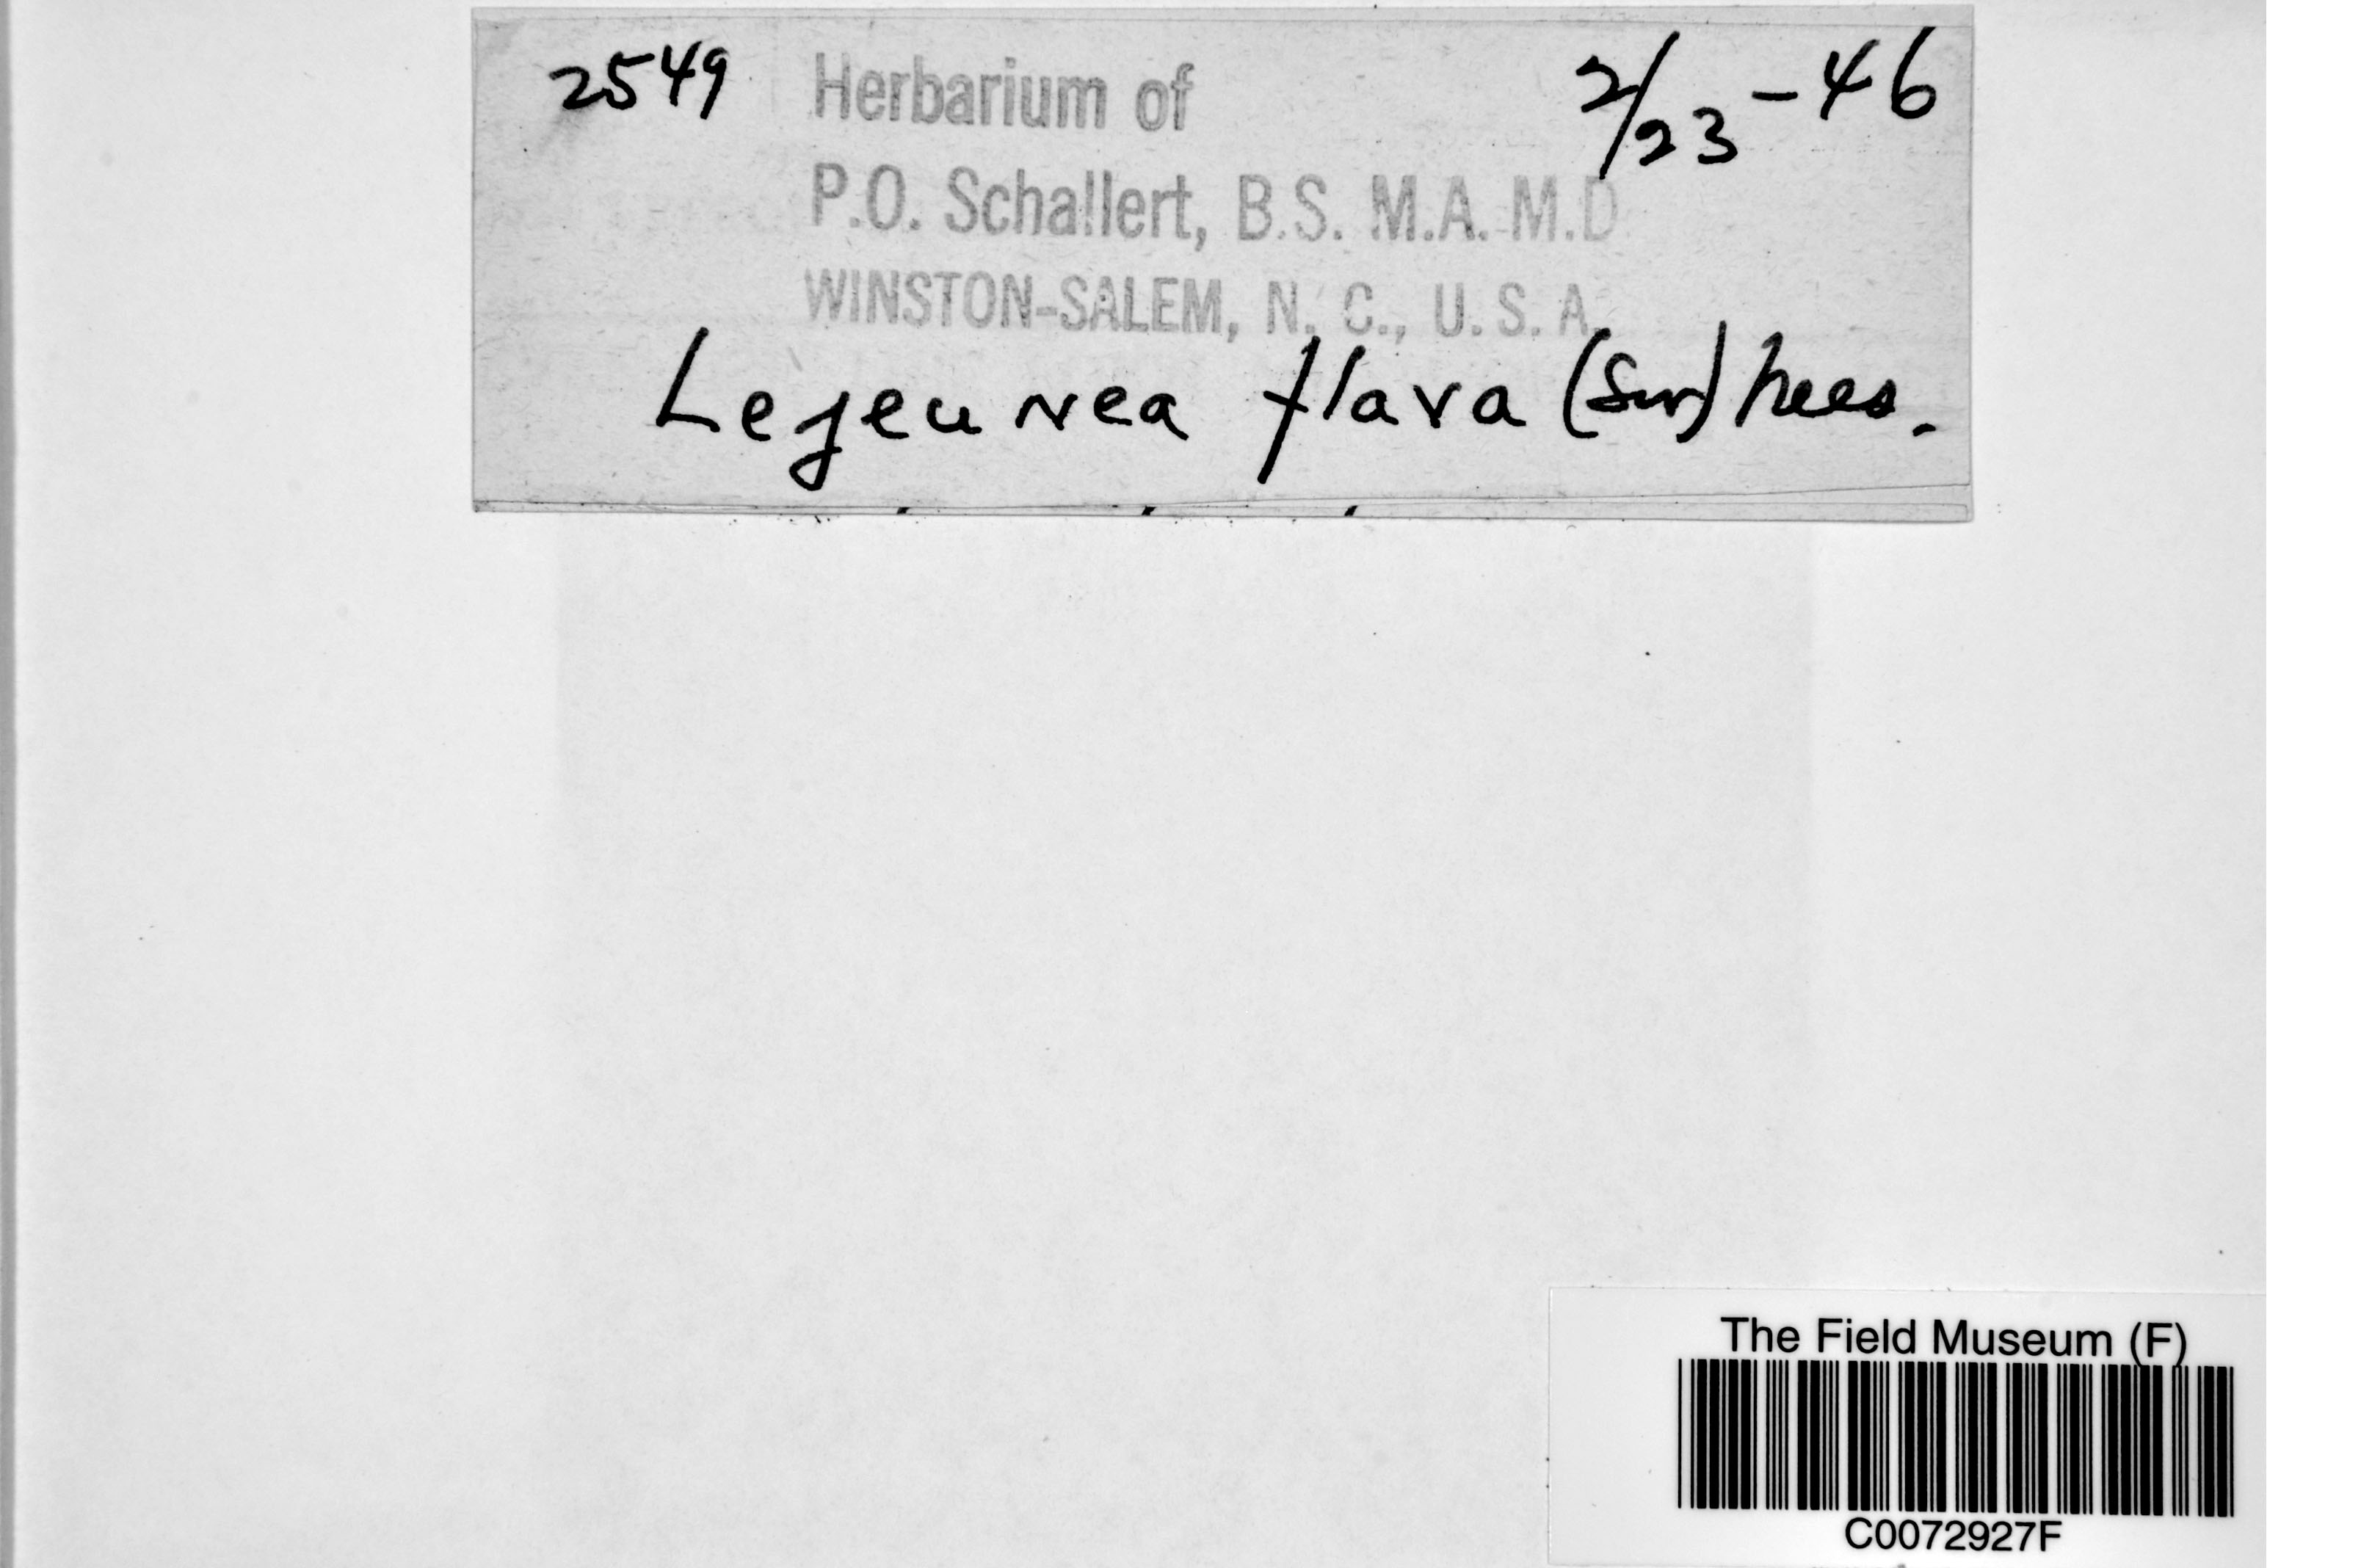 2549 Herbarium of 2/23-46
P.O. Schallert, B.S. M.A. M.D
WINSTON-SALEM, N. C., U. S. A.
Lejeunea flava (Sw) Nees.
The Field Museum (F)
C0072927F